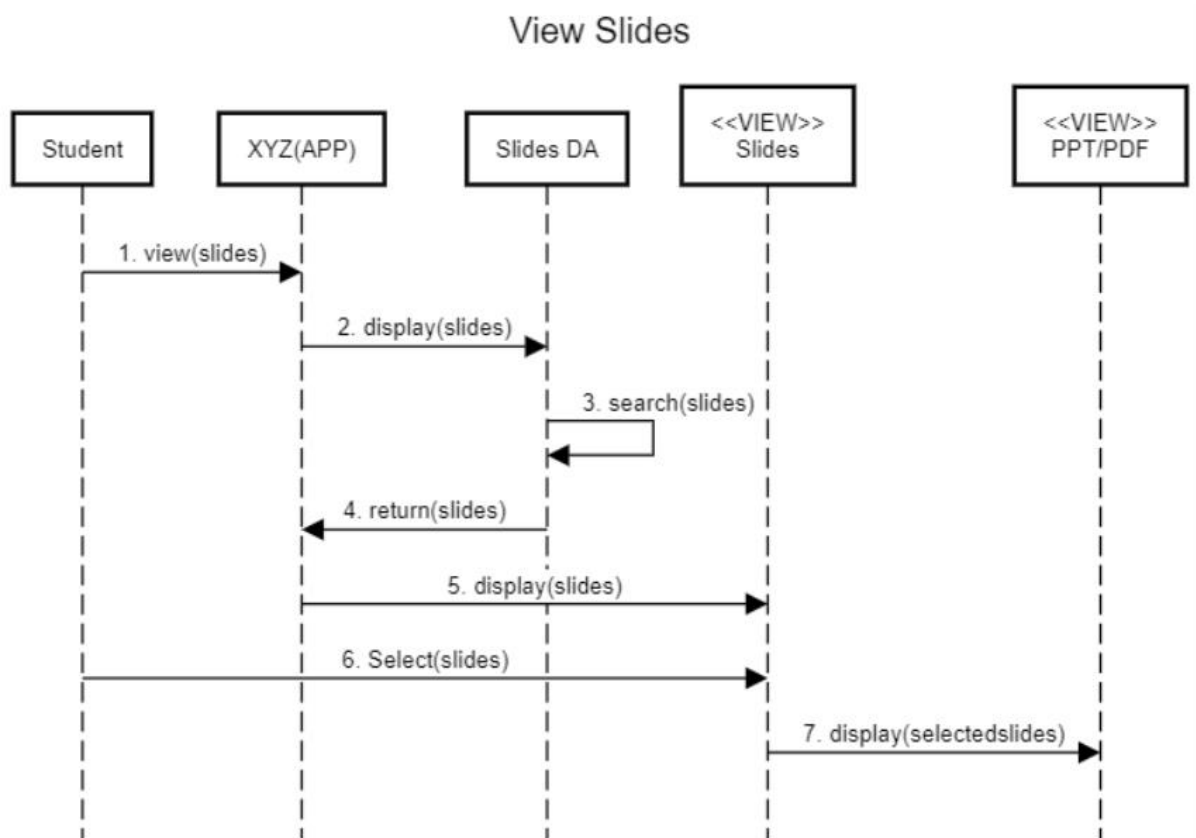 View Slides
Student
XYZ(APP)
Slides DA
<<VIEW>>
Slides
<<VIEW>>
PPT/PDF
1. view(slides)
2. display(slides)
3. search(slides)
4. return(slides)
5. display(slides)
6. Select(slides)
7. display(selectedslides)